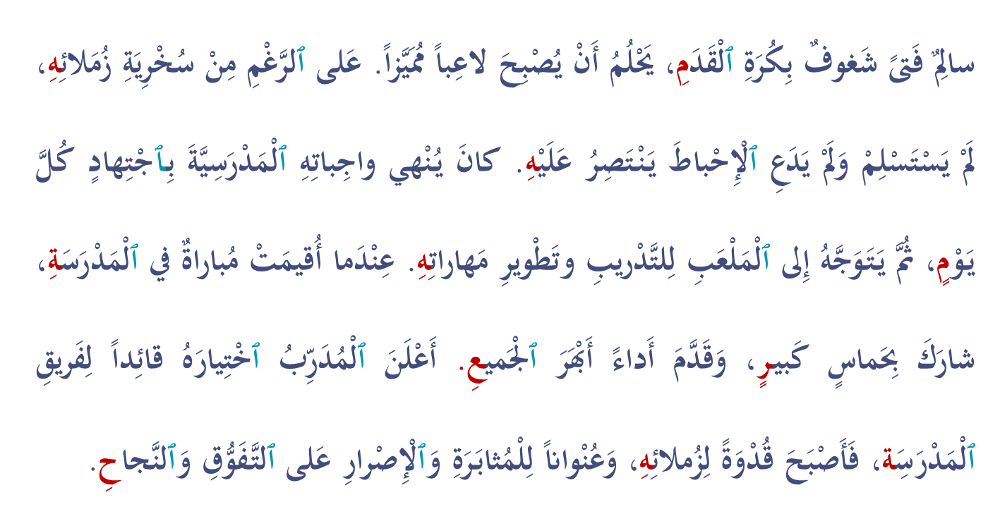 سالِمٌ فَتىً شَغوفٌ بِكُرَةِ ٱلْقَدَمِ، يَحْلُمُ أَنْ يُصْبِحَ لاعِباً مُمَيَّزاً. عَلى ٱلرَّغْمِ مِنْ سُخْرِيَةِ زُمَلائِهِ،
لَمْ يَسْتَسْلِمْ وَلَمْ يَدَعِ ٱلْإِحْباطَ يَنْتَصِرُ عَلَيْهِ. كانَ يُنْهي واجِباتِهِ ٱلْمَدْرَسِيَّةَ بِٱجْتِهادٍ كُلَّ
يَوْمٍ، ثُمَّ يَتَوَجَّهُ إِلى ٱلْمَلْعَبِ لِلتَّدْريبِ وتَطْويرِ مَهاراتِهِ. عِنْدَما أُقيمَتْ مُباراةٌ في ٱلْمَدْرَسَةِ،
شارَكَ بِحَماسٍ كَبيرٍ، وَقَدَّمَ أَداءً أَبْهَرَ ٱلْجَميعِ. أَعْلَنَ ٱلْمُدَرِّبُ ٱخْتِيارَهُ قائِداً لِفَريقِ
ٱلْمَدْرَسَِة، فَأَصْبَحَ قُدْوَةً لِزُملائِهِ، وَعُنْواناً لِلْمُثابَرَةِ وَٱلْإِصْرارِ عَلى ٱلتَّفَوُّقِ وَٱلنَّجاحِ.